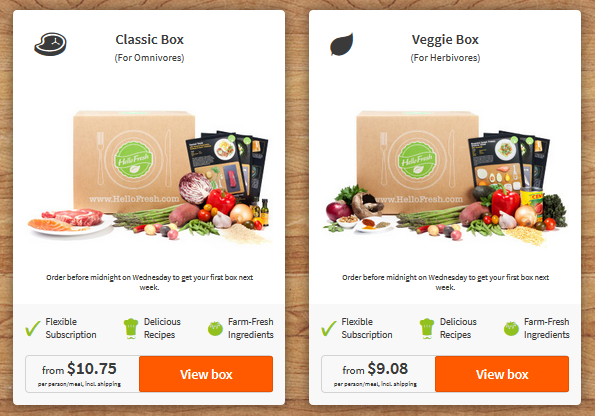 Classic Box
(For Omnivores)
HelloFresh
www.HelloFresh.com
Order before midnight on Wednesday to get your first box next
week.
Flexible
Subscription
Delicious
Recipes
Farm-Fresh
Ingredients
from $10.75
per person/meal, incl. shipping
View box
Veggie Box
(For Herbivores)
HelloFresh
www.HelloFresh.com
Order before midnight on Wednesday to get your first box next
week.
Flexible
Subscription
Delicious
Recipes
Farm-Fresh
Ingredients
from $9.08
per person/meal, incl. shipping
View box